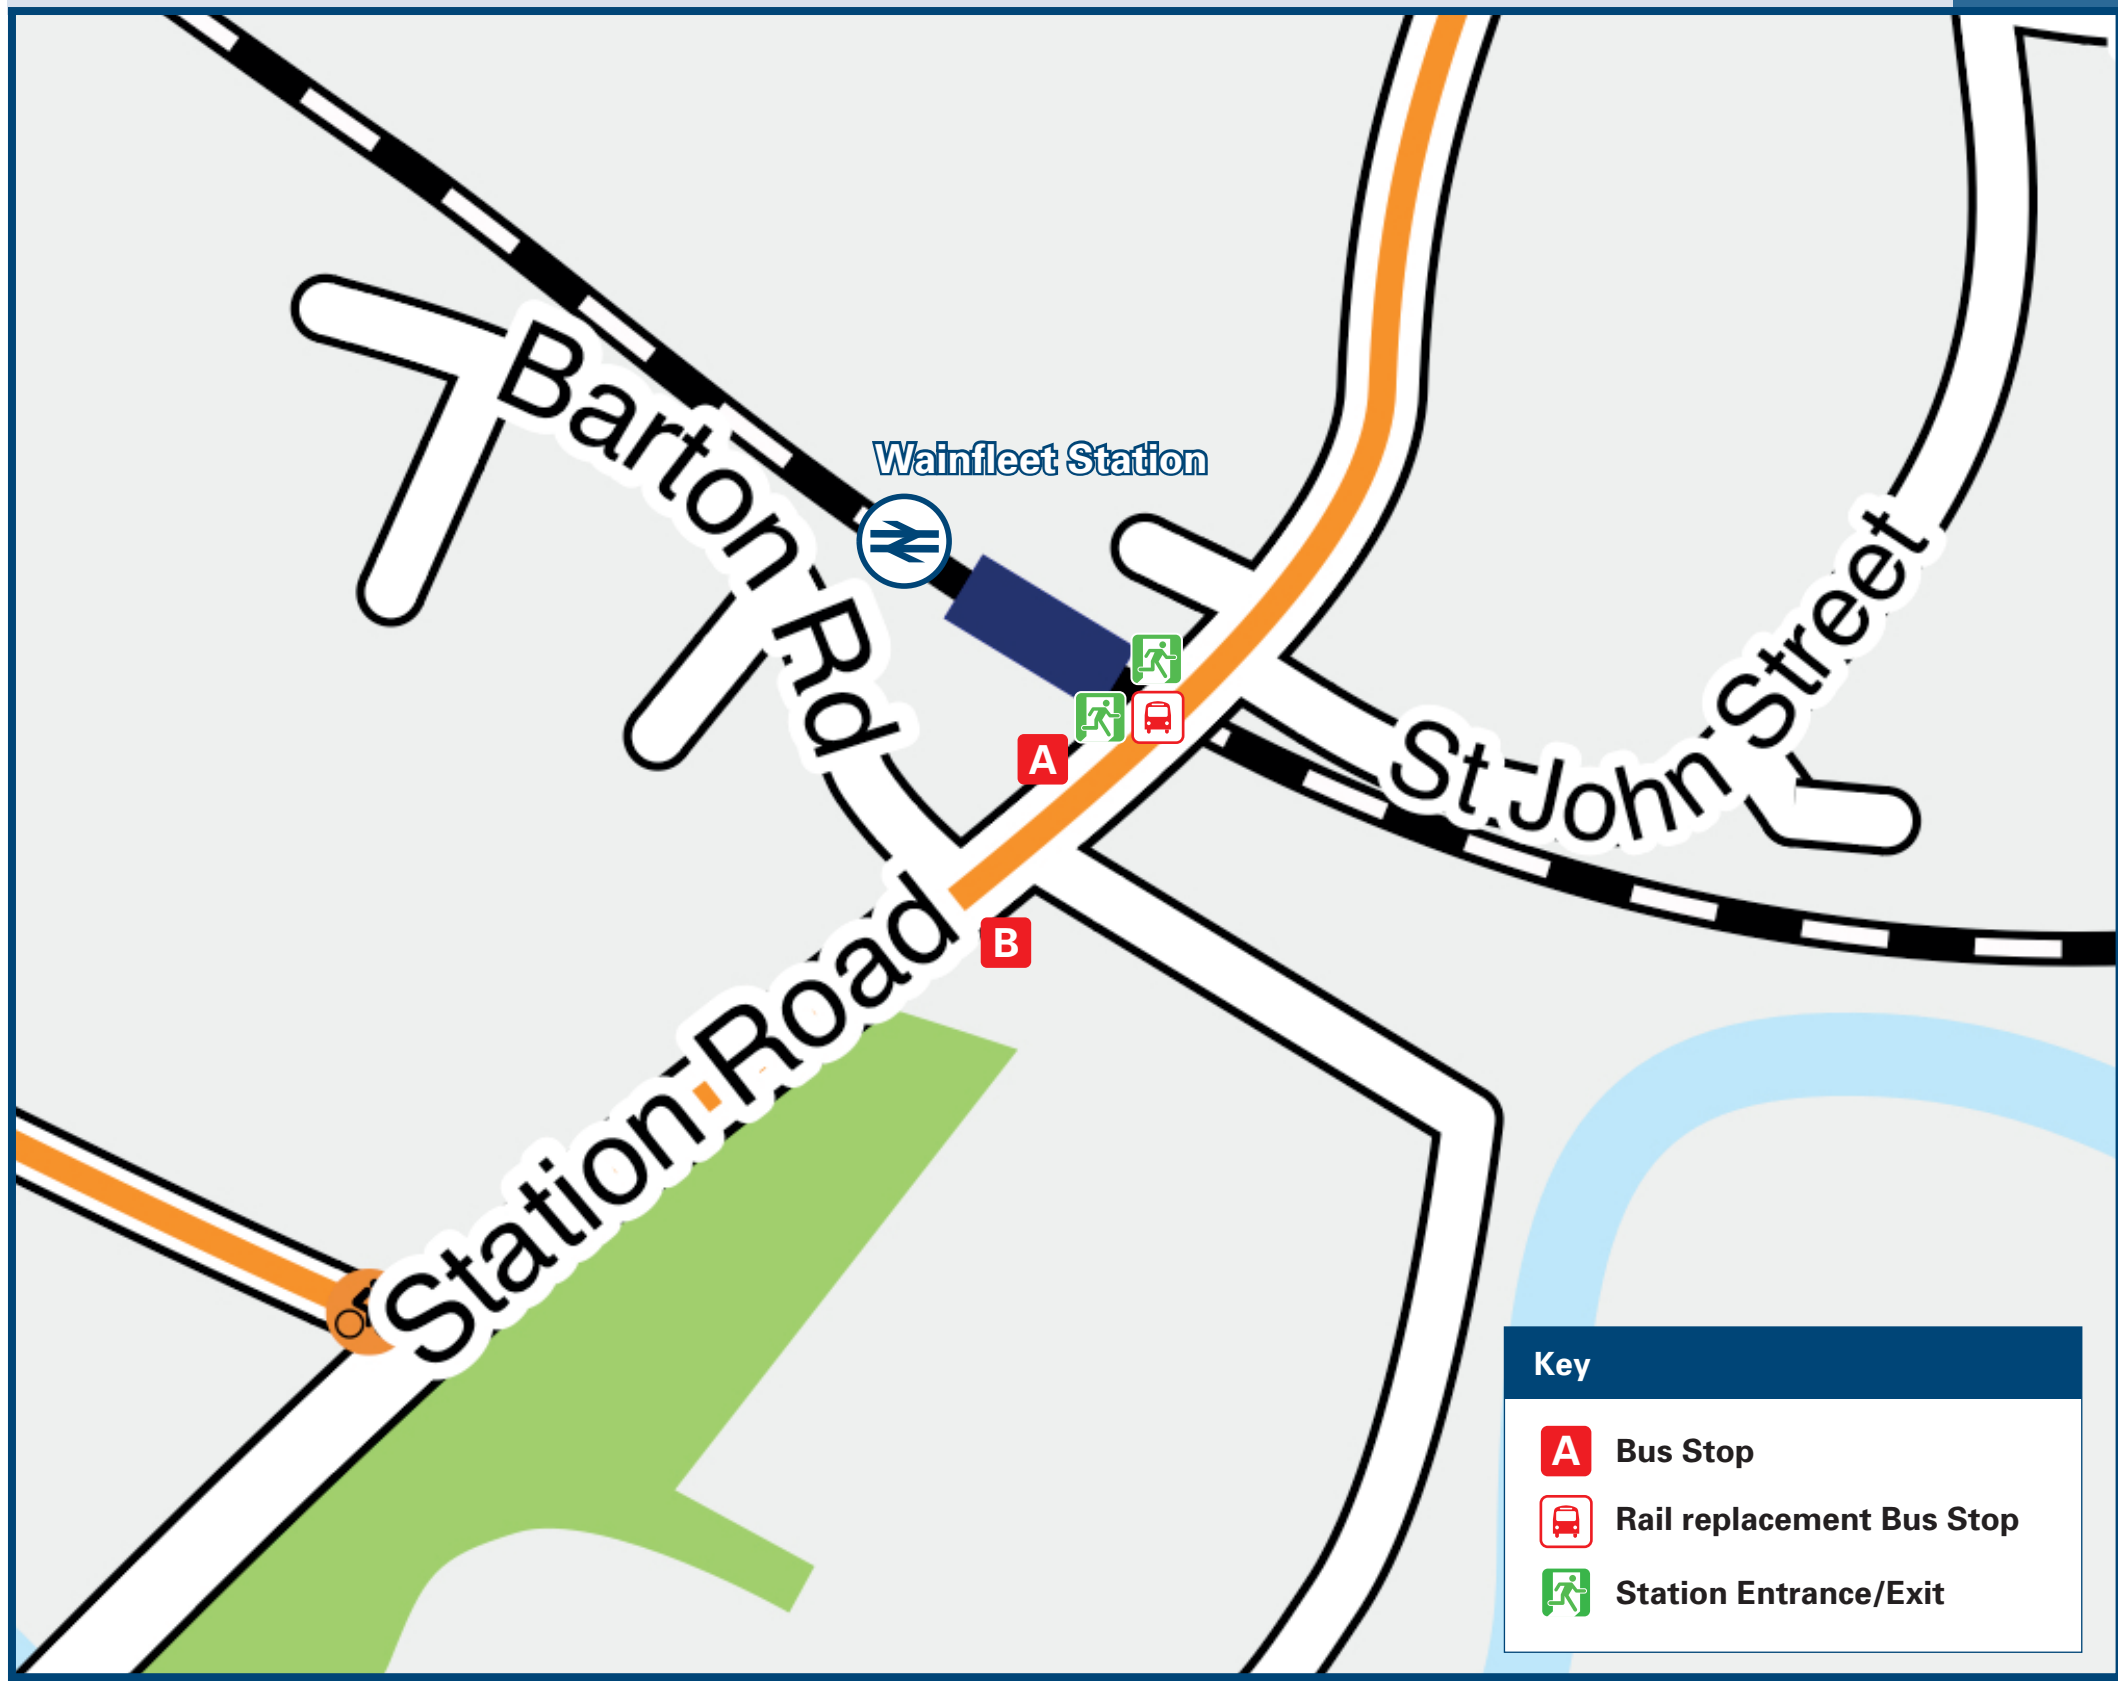 Barton Rd
Wainfleet Station
St John Street
A
B
Station Road
Key
A Bus Stop
Rail replacement Bus Stop
Station Entrance/Exit